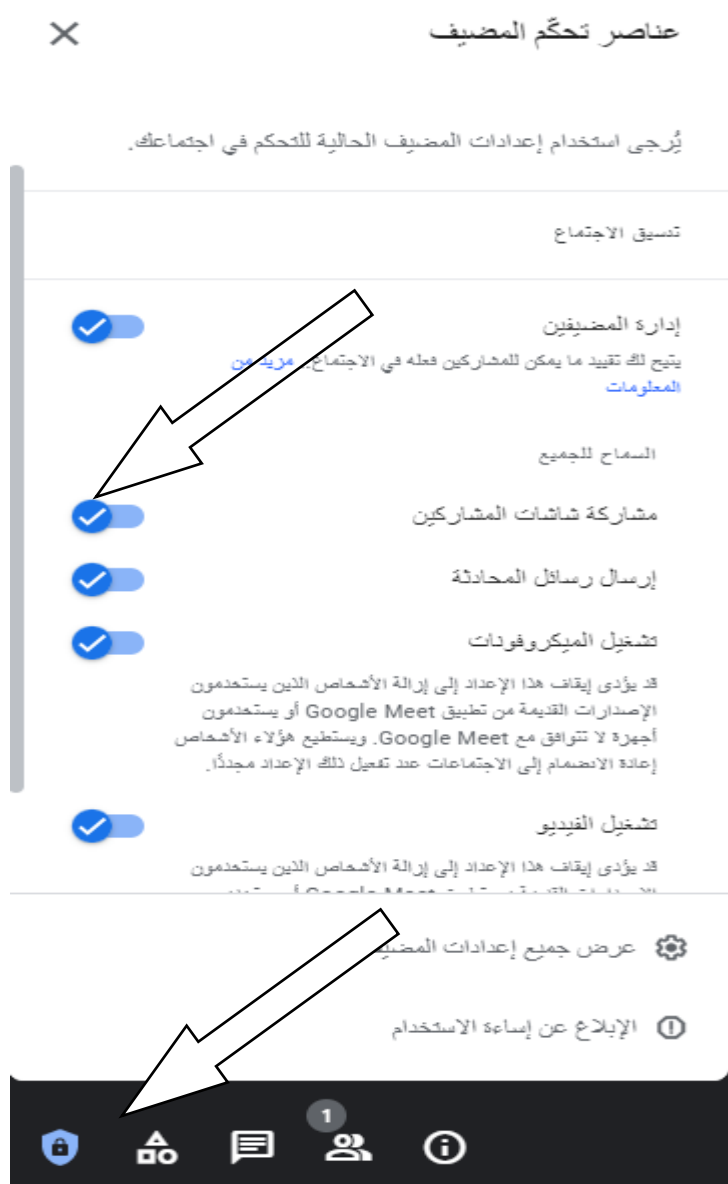 عناصر تحكّم المضيف
يُرجى استخدام إعدادات المضيف الحالية للتحكم في اجتماعك.
تنسيق الاجتماع
إدارة المضيفين
يتيح لك تقييد ما يمكن للمشاركين فعله في الاجتماع. مزيد من
المعلومات
السماح للجميع
مشاركة شاشات المشاركين
إرسال رسائل المحادثة
تشغيل الميكروفونات
قد يؤدي إيقاف هذا الإعداد إلى إزالة الأشخاص الذين يستخدمون
الإصدارات القديمة من تطبيق Google Meet أو يستخدمون
أجهزة لا تتوافق مع Google Meet. ويستطيع هؤلاء الأشخاص
إعادة الانضمام إلى الاجتماعات عند تفعيل ذلك الإعداد مجددًا.
تشغيل الفيديو
قد يؤدي إيقاف هذا الإعداد إلى إزالة الأشخاص الذين يستخدمون
عرض جميع إعدادات
الإبلاغ عن إساءة الاستخدام
1